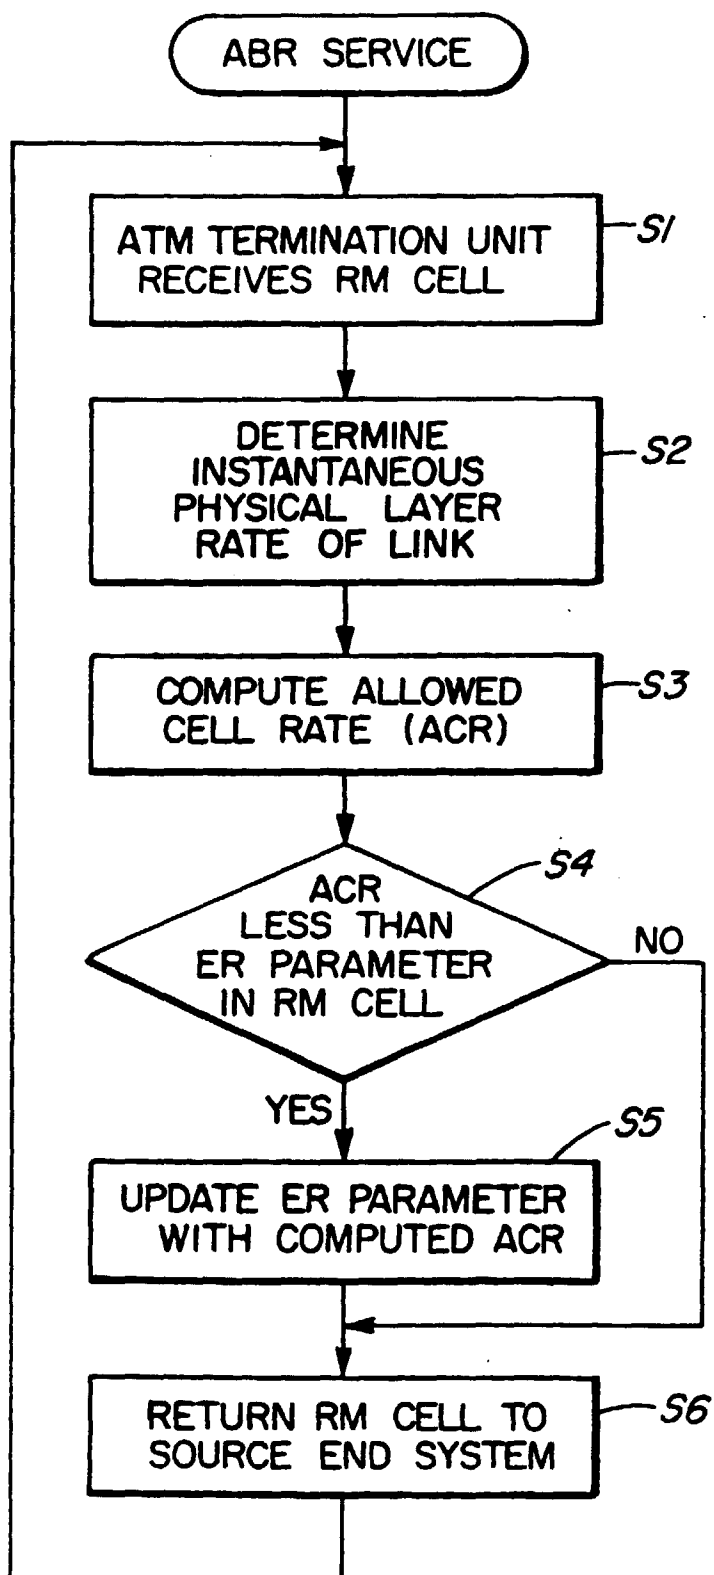 ABR SERVICE
ATM TERMINATION UNIT
RECEIVES RM CELL
S1
DETERMINE
INSTANTANEOUS
PHYSICAL LAYER
RATE OF LINK
S2
COMPUTE ALLOWED
CELL RATE (ACR)
S3
S4
ACR
LESS THAN
ER PARAMETER
IN RM CELL
NO
YES
S5
UPDATE ER PARAMETER
WITH COMPUTED ACR
RETURN RM CELL TO
SOURCE END SYSTEM
S6